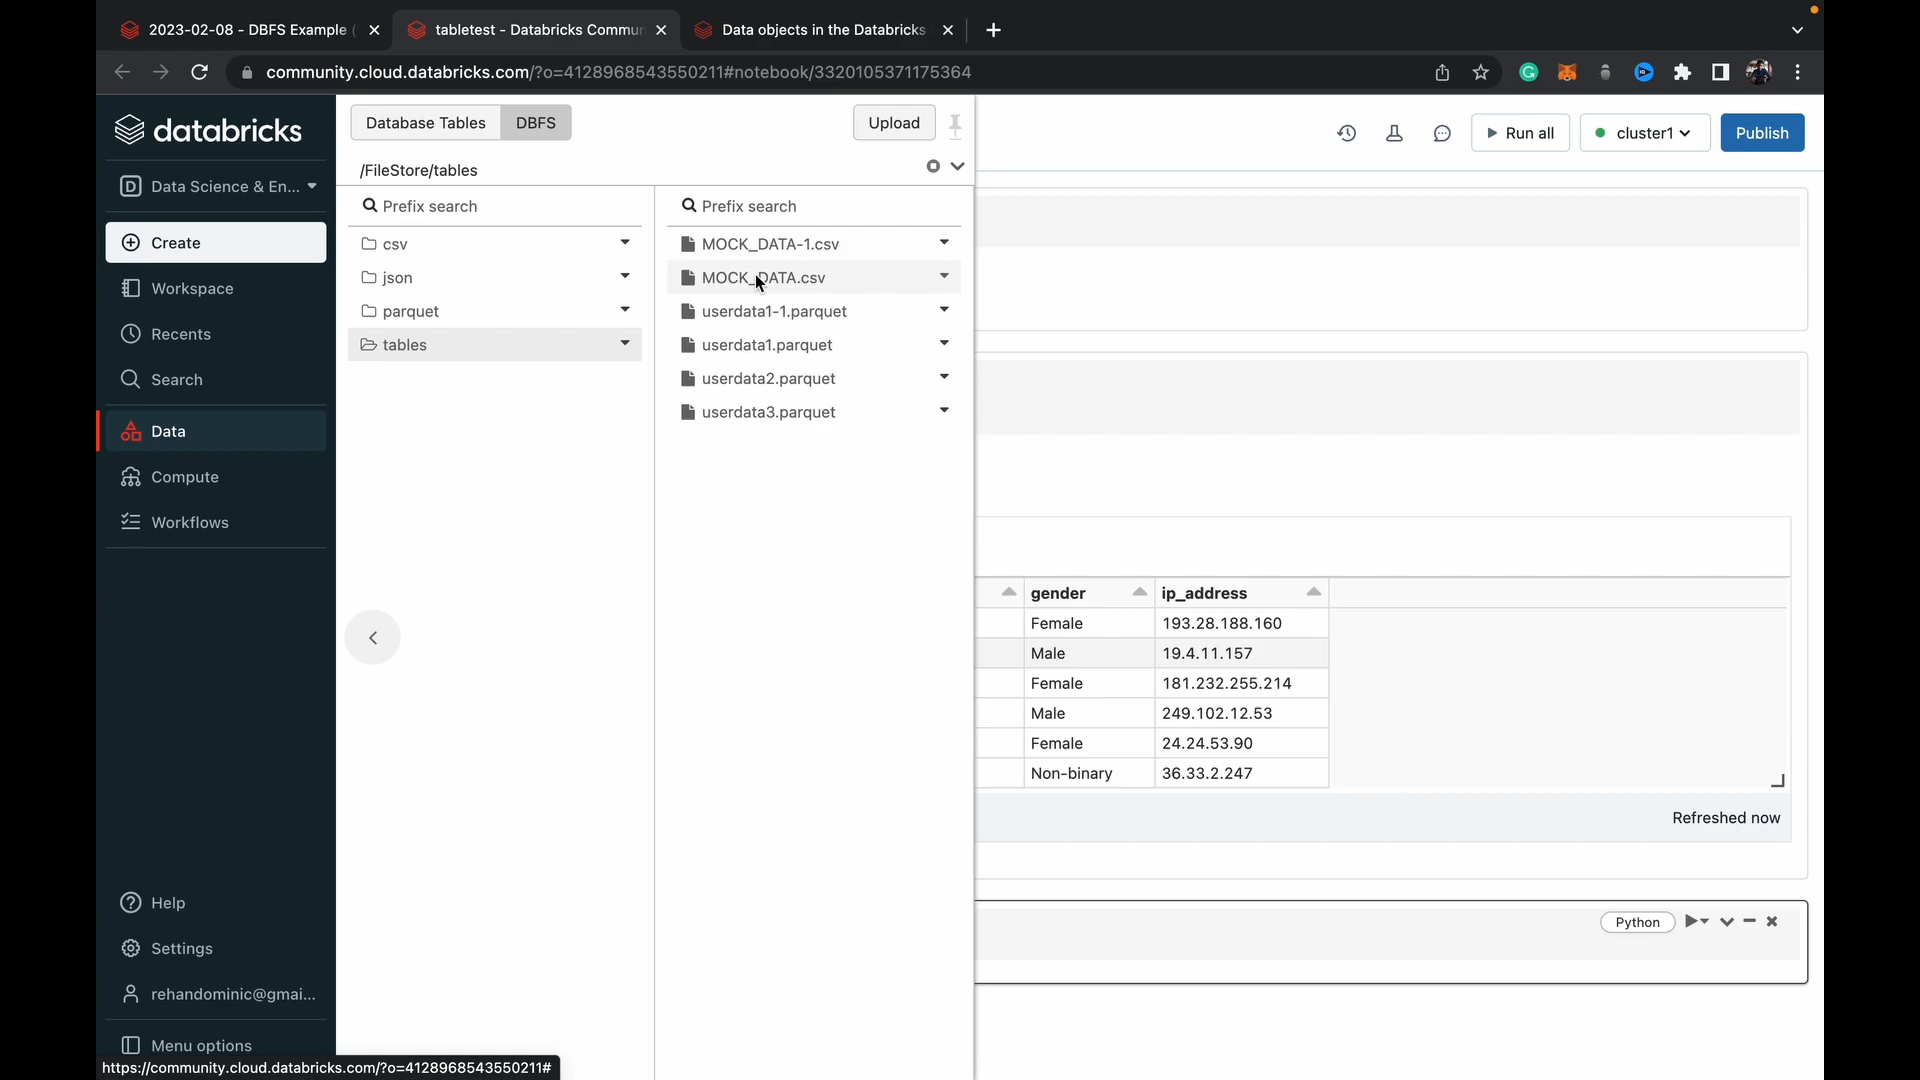 2023-02-08 - DBFS Example (
tabletest - Databricks Commun
Data objects in the Databricks
community.cloud.databricks.com/?o=4128968543550211#notebook/3320105371175364
databricks
Database Tables
DBFS
Upload
Run all
cluster1
Publish
/FileStore/tables
D
Data Science & En...
Prefix search
Prefix search
Create
csv
MOCK_DATA-1.csv
Workspace
json
MOCK_DATA.csv
Recents
parquet
userdata1-1.parquet
Search
tables
userdata1.parquet
userdata2.parquet
Data
userdata3.parquet
Compute
Workflows
gender
ip_address
Female
193.28.188.160
Male
19.4.11.157
Female
181.232.255.214
Male
249.102.12.53
Female
24.24.53.90
Non-binary
36.33.2.247
Refreshed now
Help
Python
Settings
rehandominic@gmai...
Menu options
https://community.cloud.databricks.com/?o=4128968543550211#